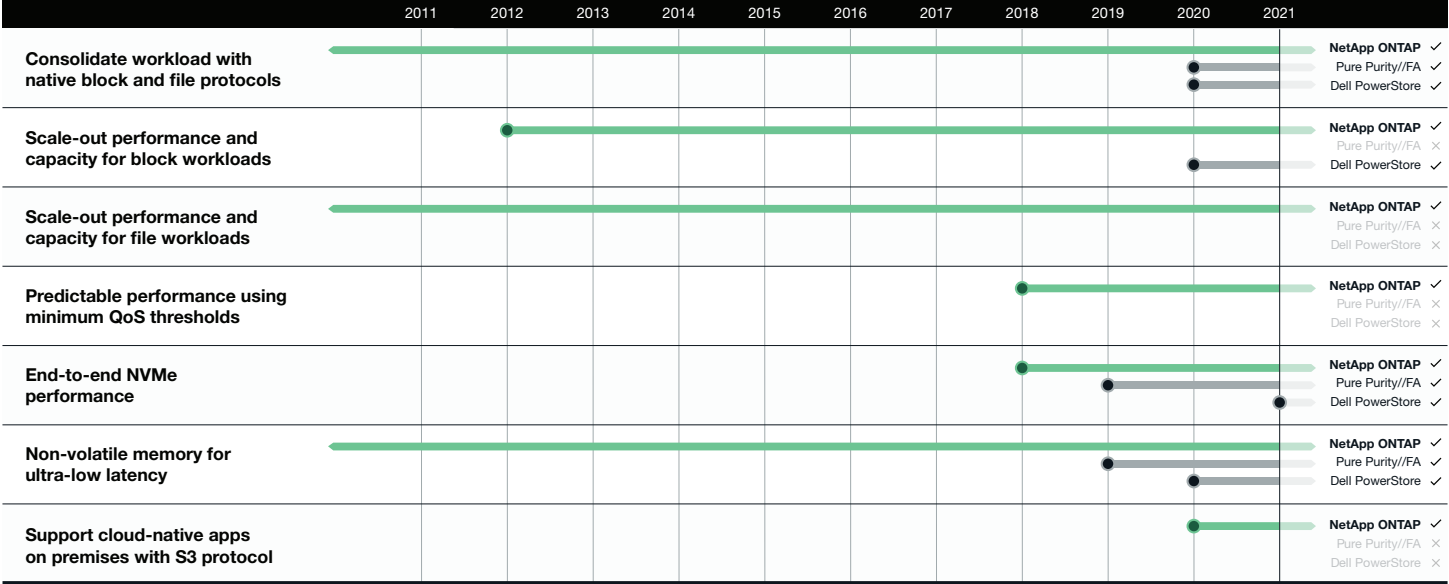 2011 2012 2013 2014 2015 2016 2017 2018 2019 2020 2021
Consolidate workload with
native block and file protocols
NetApp ONTAP ✓
Pure Purity//FA ✓
Dell PowerStore ✓
Scale-out performance and
capacity for block workloads
NetApp ONTAP ✓
Pure Purity//FA ×
Dell PowerStore ✓
Scale-out performance and
capacity for file workloads
NetApp ONTAP ✓
Pure Purity//FA ×
Dell PowerStore ×
Predictable performance using
minimum QoS thresholds
NetApp ONTAP ✓
Pure Purity//FA ×
Dell PowerStore ×
End-to-end NVMe
performance
NetApp ONTAP ✓
Pure Purity//FA ✓
Dell PowerStore ✓
Non-volatile memory for
ultra-low latency
NetApp ONTAP ✓
Pure Purity//FA ✓
Dell PowerStore ✓
Support cloud-native apps
on premises with S3 protocol
NetApp ONTAP ✓
Pure Purity//FA ×
Dell PowerStore ×